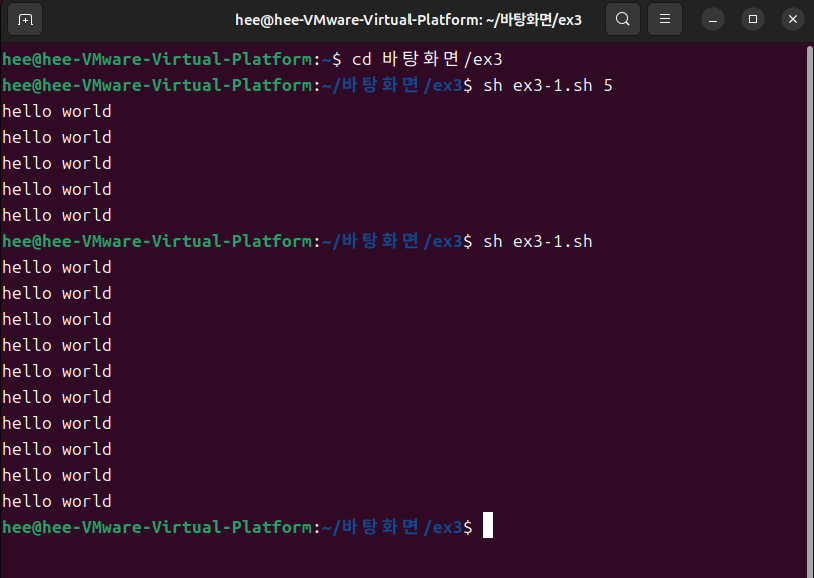 hee@hee-VMware-Virtual-Platform: ~/바탕화면/ex3
hee@hee-VMware-Virtual-Platform:~$ cd 바탕화면/ex3
hee@hee-VMware-Virtual-Platform:~/바탕화면/ex3$ sh ex3-1.sh 5
hello world
hello world
hello world
hello world
hello world
hee@hee-VMware-Virtual-Platform:~/바탕화면/ex3$ sh ex3-1.sh
hello world
hello world
hello world
hello world
hello world
hello world
hello world
hello world
hello world
hello world
hee@hee-VMware-Virtual-Platform:~/바탕화면/ex3$